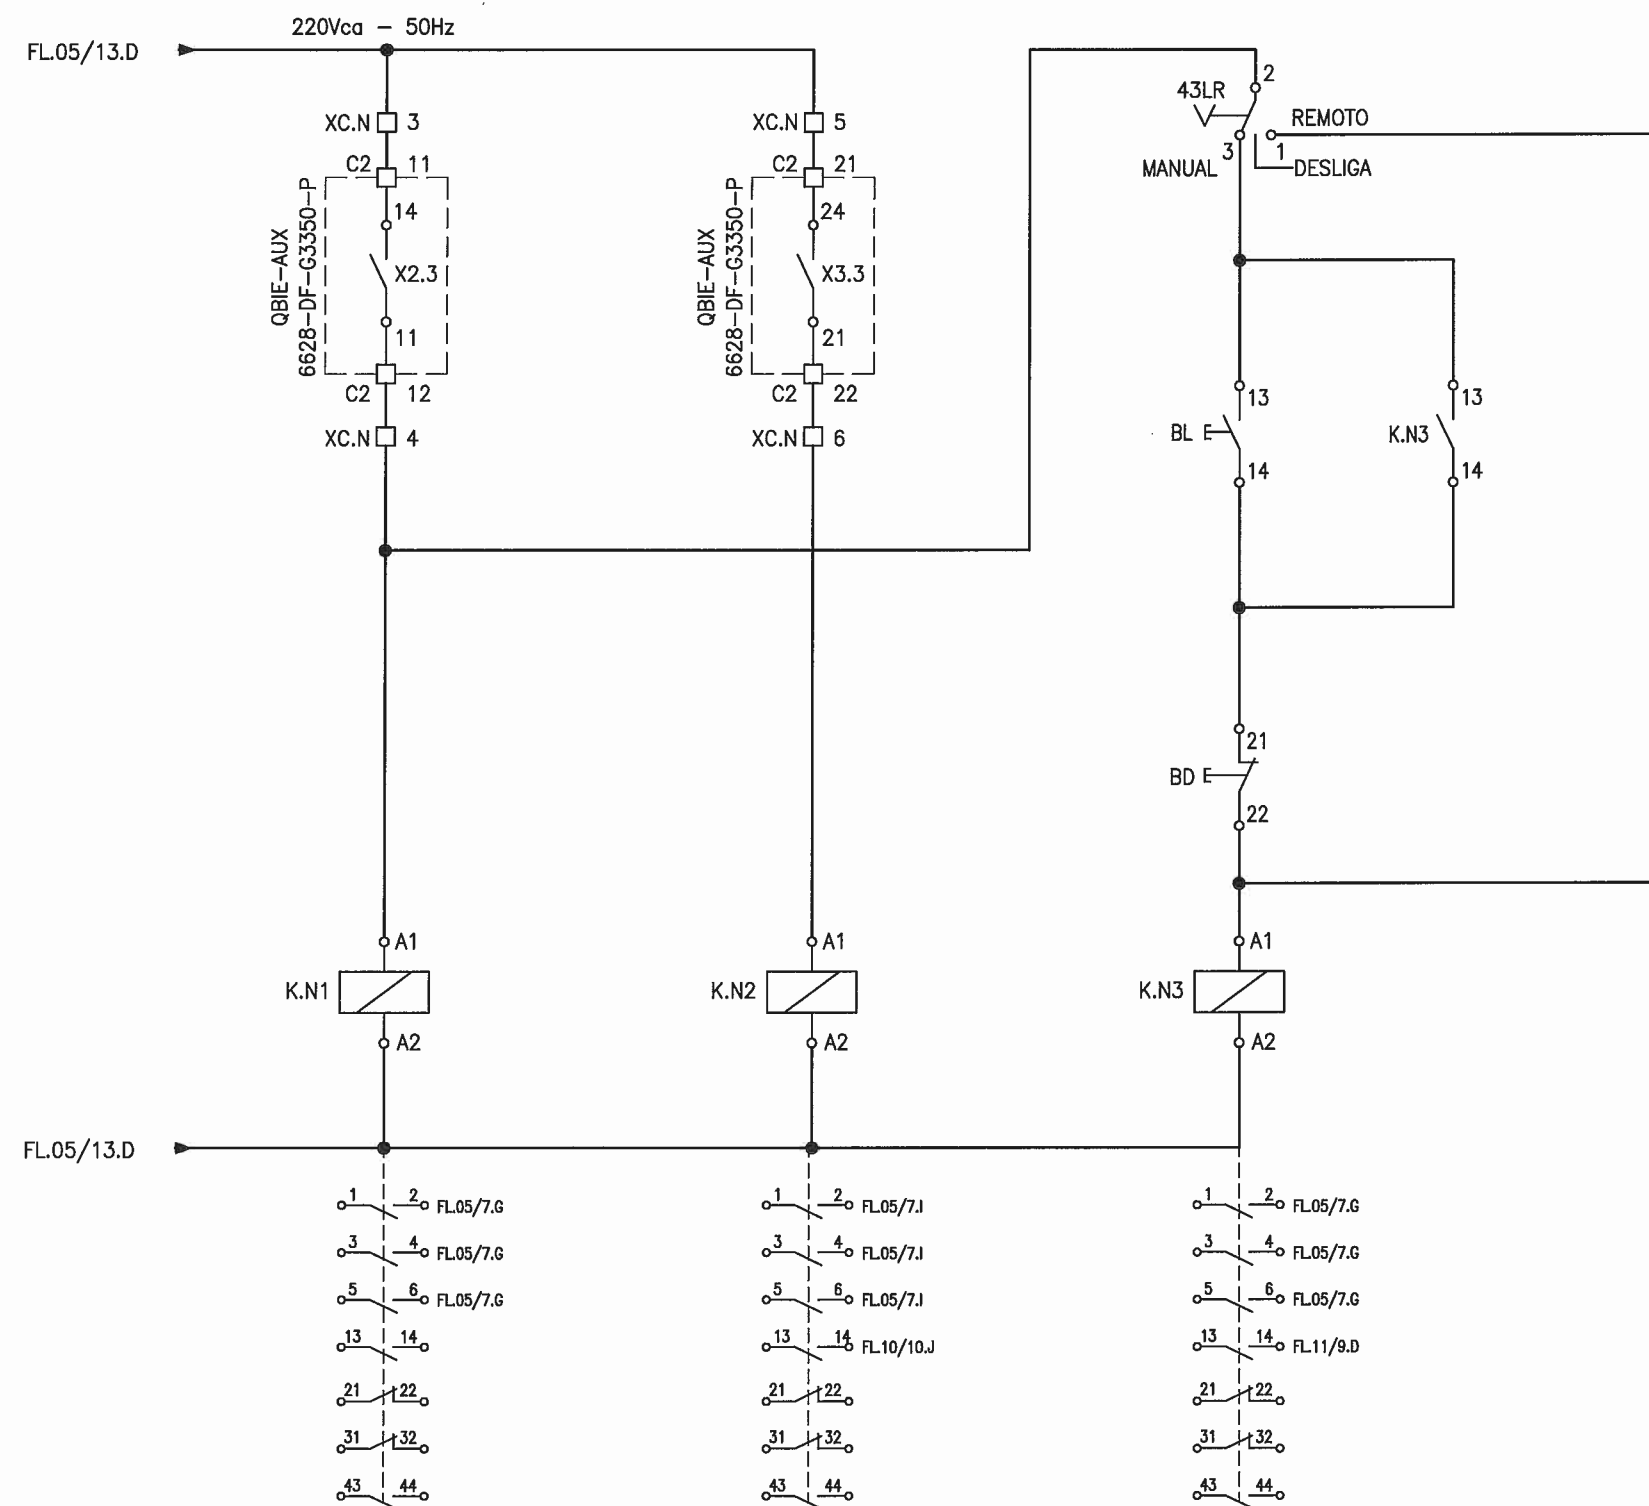 220Vca - 50Hz
FL.05/13.D
43LR
2
REMOTO
3
1
MANUAL
DESLIGA
XC.N 3
C2 11
14
X2.3
11
C2 12
XC.N 4
QBIE-AUX
6628-DF-G3350-P
XC.N 5
C2 21
24
X3.3
21
C2 22
XC.N 6
QBIE-AUX
6628-DF-G3350-P
13
BL
14
13
K.N3
14
21
BD
22
A1
K.N1
A2
A1
K.N2
A2
A1
K.N3
A2
FL.05/13.D
1 2 FL.05/7.G
3 4 FL.05/7.G
5 6 FL.05/7.G
13 14
21 22
31 32
43 44
1 2 FL.05/7.I
3 4 FL.05/7.I
5 6 FL.05/7.I
13 14 FL.10/10.J
21 22
31 32
43 44
1 2 FL.05/7.G
3 4 FL.05/7.G
5 6 FL.05/7.G
13 14 FL.11/9.D
21 22
31 32
43 44